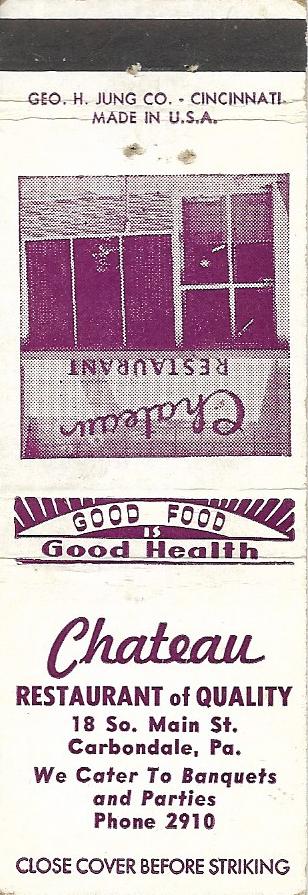 GEO. H. JUNG CO. - CINCINNATI
MADE IN U.S.A.
Chateau
RESTAURANT
GOOD FOOD
IS
Good Health
Chateau
RESTAURANT of QUALITY
18 So. Main St.
Carbondale, Pa.
We Cater To Banquets
and Parties
Phone 2910
CLOSE COVER BEFORE STRIKING